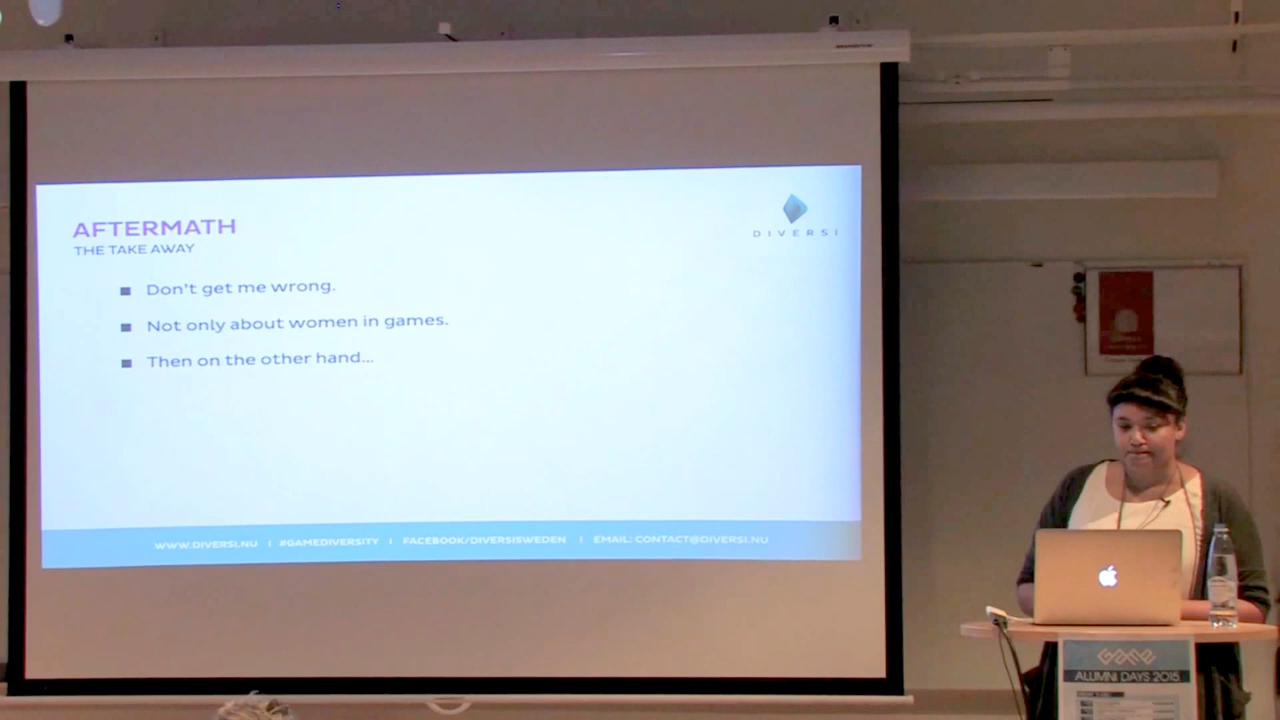 AFTERMATH
THE TAKE AWAY
DIVERSI
Don't get me wrong.
Not only about women in games.
Then on the other hand...
WWW.DIVERSI.NU | #GAMEDIVERSITY | FACEBOOK/DIVERSISWEDEN | EMAIL: CONTACT@DIVERSI.NU
GAME
ALUMNI DAYS 2015